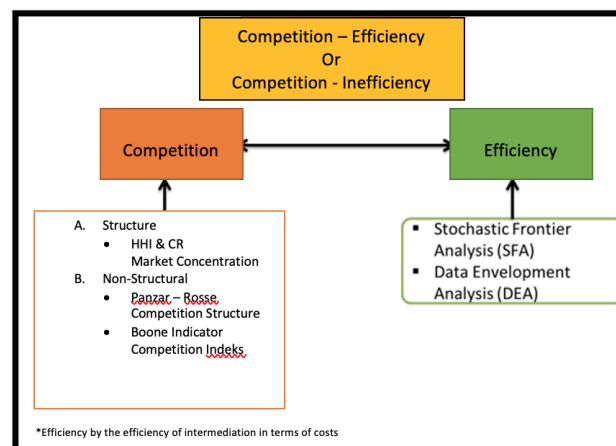 Competition – Efficiency
Or
Competition - Inefficiency
Competition
Efficiency
A. Structure
• HHI & CR
Market Concentration
B. Non-Structural
• Panzar – Rosse
Competition Structure
• Boone Indicator
Competition Indeks
▪ Stochastic Frontier
Analysis (SFA)
▪ Data Envelopment
Analysis (DEA)
*Efficiency by the efficiency of intermediation in terms of costs